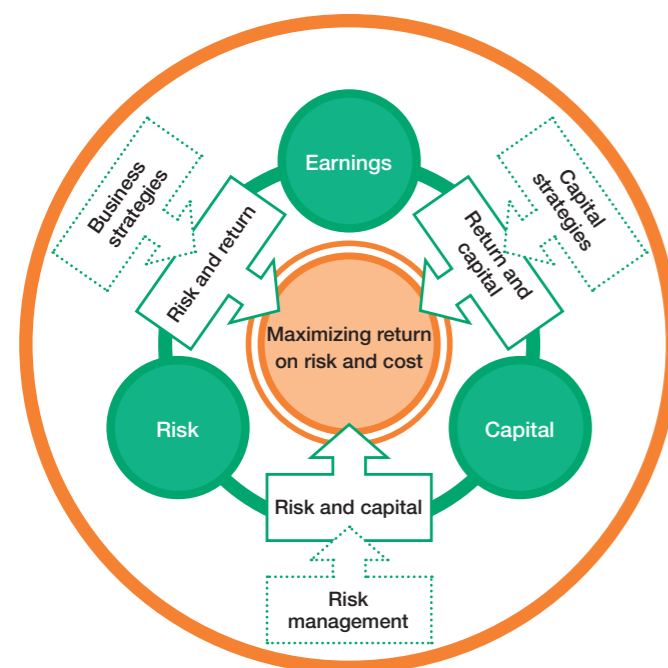 Earnings
Business
strategies
Capital
strategies
Risk and return
Return and
capital
Maximizing return
on risk and cost
Risk
Capital
Risk and capital
Risk
management